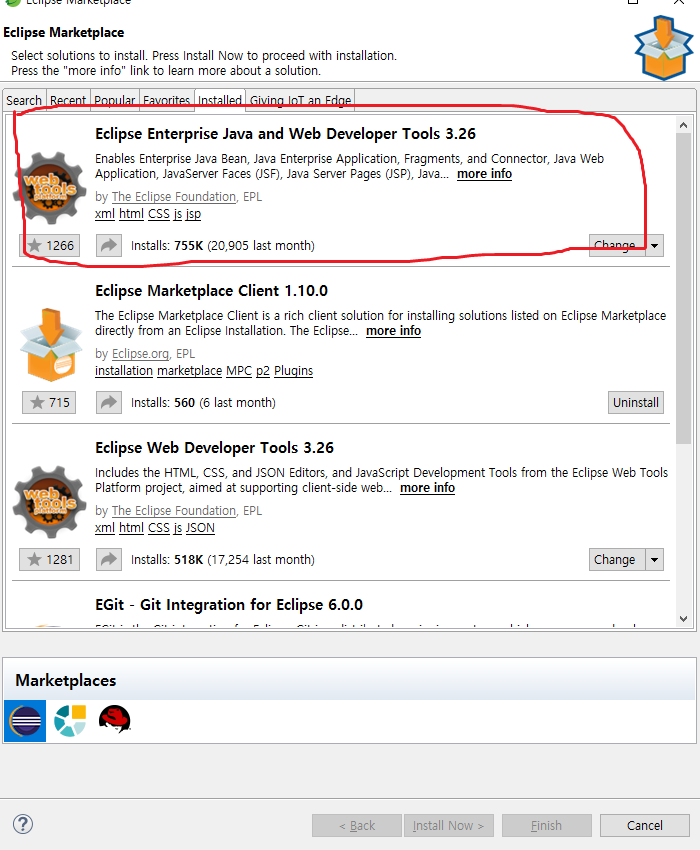 Eclipse Marketplace
Eclipse Marketplace
Select solutions to install. Press Install Now to proceed with installation.
Press the "more info" link to learn more about a solution.
Search Recent Popular Favorites Installed Giving IoT an Edge
Eclipse Enterprise Java and Web Developer Tools 3.26
Enables Enterprise Java Bean, Java Enterprise Application, Fragments, and Connector, Java Web
Application, JavaServer Faces (JSF), Java Server Pages (JSP), Java... more info
by The Eclipse Foundation, EPL
xml html CSS js jsp
1266 Installs: 755K (20,905 last month) Change
web tools platform
Eclipse Marketplace Client 1.10.0
The Eclipse Marketplace Client is a rich client solution for installing solutions listed on Eclipse Marketplace
directly from an Eclipse Installation. The Eclipse... more info
by Eclipse.org, EPL
installation marketplace MPC p2 Plugins
715 Installs: 560 (6 last month) Uninstall
Eclipse Web Developer Tools 3.26
Includes the HTML, CSS, and JSON Editors, and JavaScript Development Tools from the Eclipse Web Tools
Platform project, aimed at supporting client-side web... more info
by The Eclipse Foundation, EPL
xml html CSS js JSON
1281 Installs: 518K (17,254 last month) Change
web tools platform
EGit - Git Integration for Eclipse 6.0.0
Marketplaces
? < Back Install Now > Finish Cancel